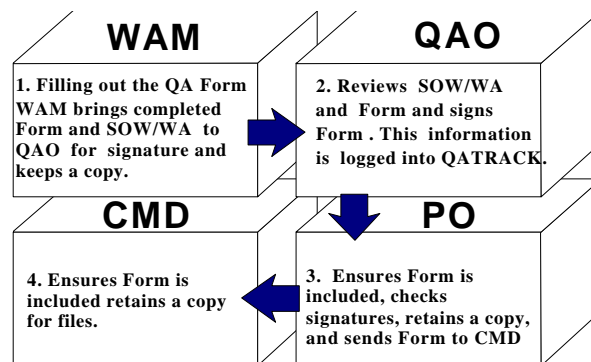 WAM
1. Filling out the QA Form
WAM brings completed
Form and SOW/WA to
QAO for signature and
keeps a copy.
QAO
2. Reviews SOW/WA
and Form and signs
Form . This information
is logged into QATRACK.
PO
3. Ensures Form is
included, checks
signatures, retains a copy,
and sends Form to CMD
CMD
4. Ensures Form is
included retains a copy
for files.